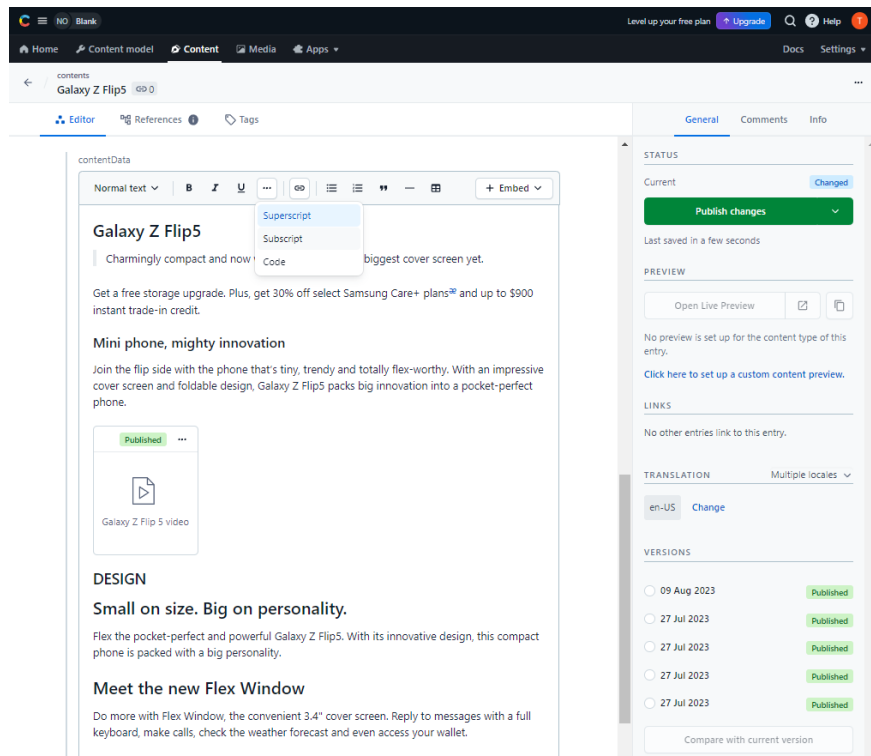 NO Blank
Level up your free plan
Upgrade
Help
T
Home
Content model
Content
Media
Apps
Docs
Settings
contents
Galaxy Z Flip5
0
Editor
References
Tags
General
Comments
Info
contentData
Normal text
B
I
U
+ Embed
Superscript
Subscript
Code
Galaxy Z Flip5
Charmingly compact and now
biggest cover screen yet.
Get a free storage upgrade. Plus, get 30% off select Samsung Care+ plans and up to $900
instant trade-in credit.
Mini phone, mighty innovation
Join the flip side with the phone that's tiny, trendy and totally flex-worthy. With an impressive
cover screen and foldable design, Galaxy Z Flip5 packs big innovation into a pocket-perfect
phone.
Published
Galaxy Z Flip 5 video
DESIGN
Small on size. Big on personality.
Flex the pocket-perfect and powerful Galaxy Z Flip5. With its innovative design, this compact
phone is packed with a big personality.
Meet the new Flex Window
Do more with Flex Window, the convenient 3.4" cover screen. Reply to messages with a full
keyboard, make calls, check the weather forecast and even access your wallet.
STATUS
Current
Changed
Publish changes
Last saved in a few seconds
PREVIEW
Open Live Preview
No preview is set up for the content type of this
entry.
Click here to set up a custom content preview.
LINKS
No other entries link to this entry.
TRANSLATION
Multiple locales
en-US
Change
VERSIONS
09 Aug 2023
Published
27 Jul 2023
Published
27 Jul 2023
Published
27 Jul 2023
Published
27 Jul 2023
Published
Compare with current version